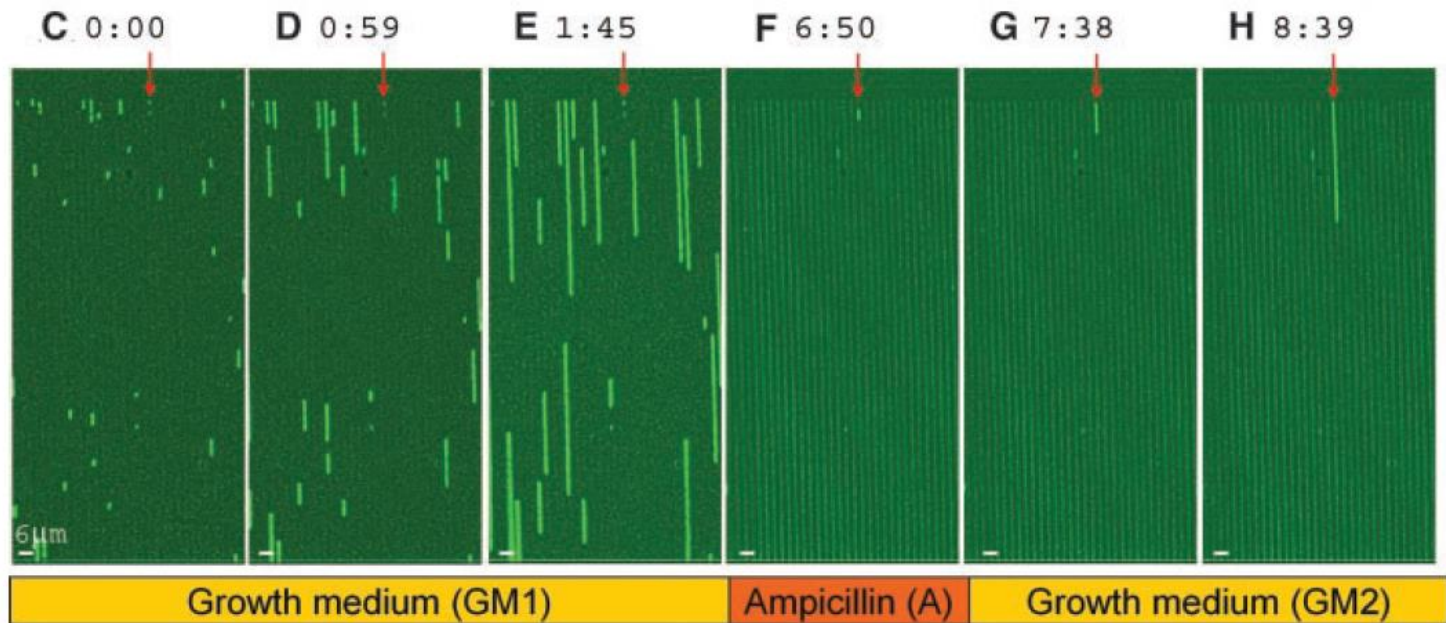 C 0:00 D 0:59 E 1:45 F 6:50 G 7:38 H 8:39
6μm
Growth medium (GM1) Ampicillin (A) Growth medium (GM2)